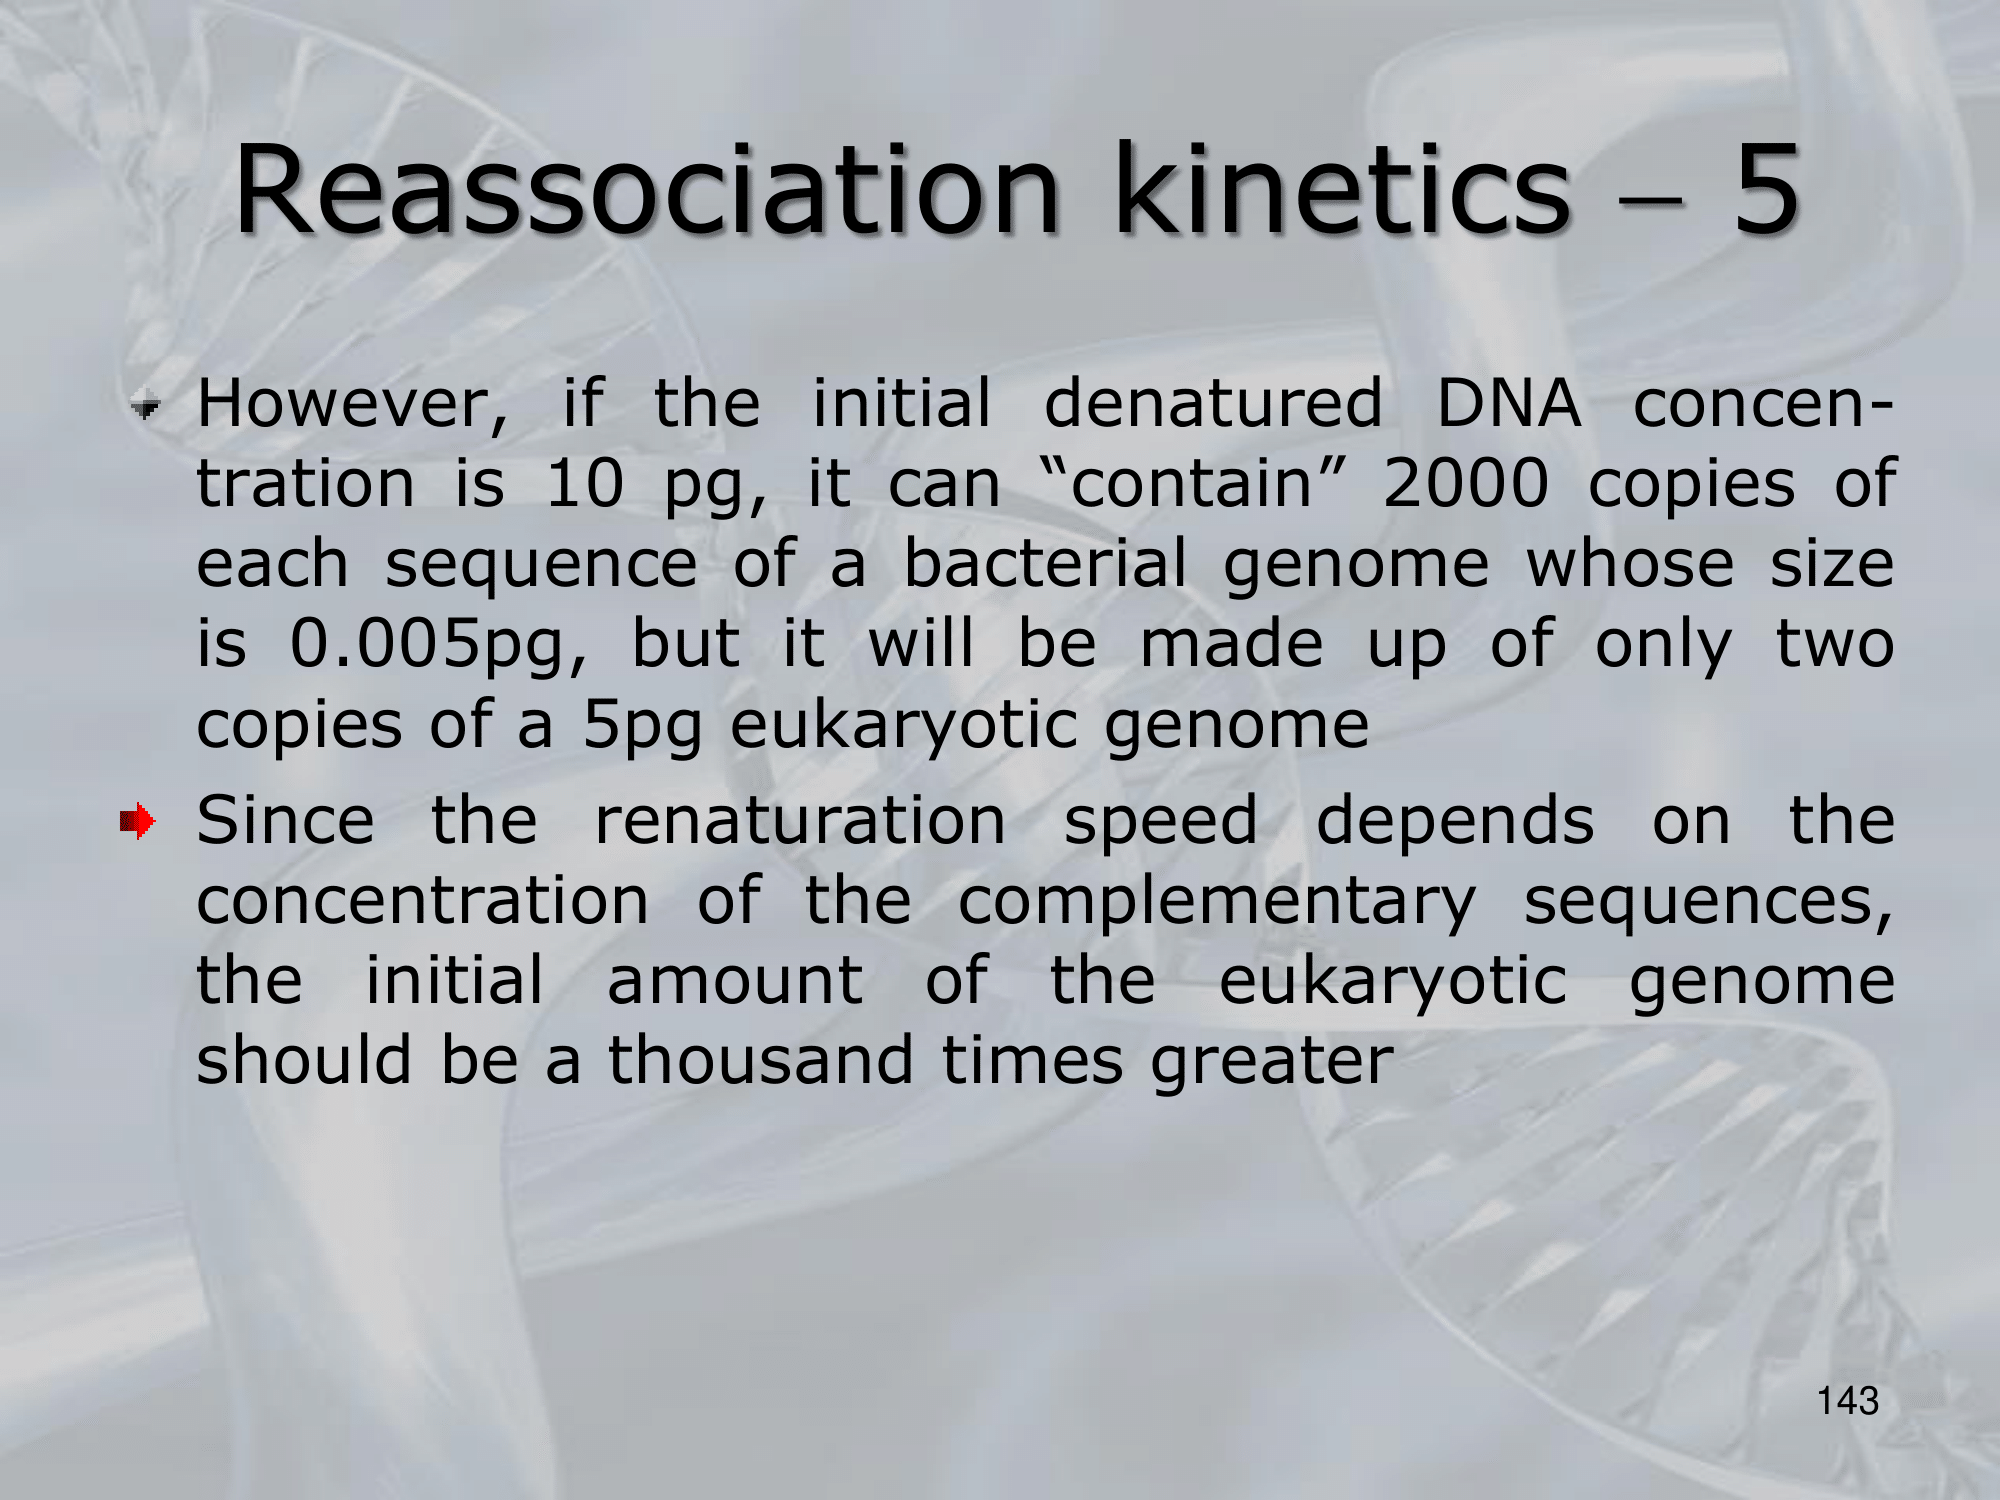 Reassociation kinetics – 5
However, if the initial denatured DNA concen-
tration is 10 pg, it can “contain” 2000 copies of
each sequence of a bacterial genome whose size
is 0.005pg, but it will be made up of only two
copies of a 5pg eukaryotic genome
Since the renaturation speed depends on the
concentration of the complementary sequences,
the initial amount of the eukaryotic genome
should be a thousand times greater
143